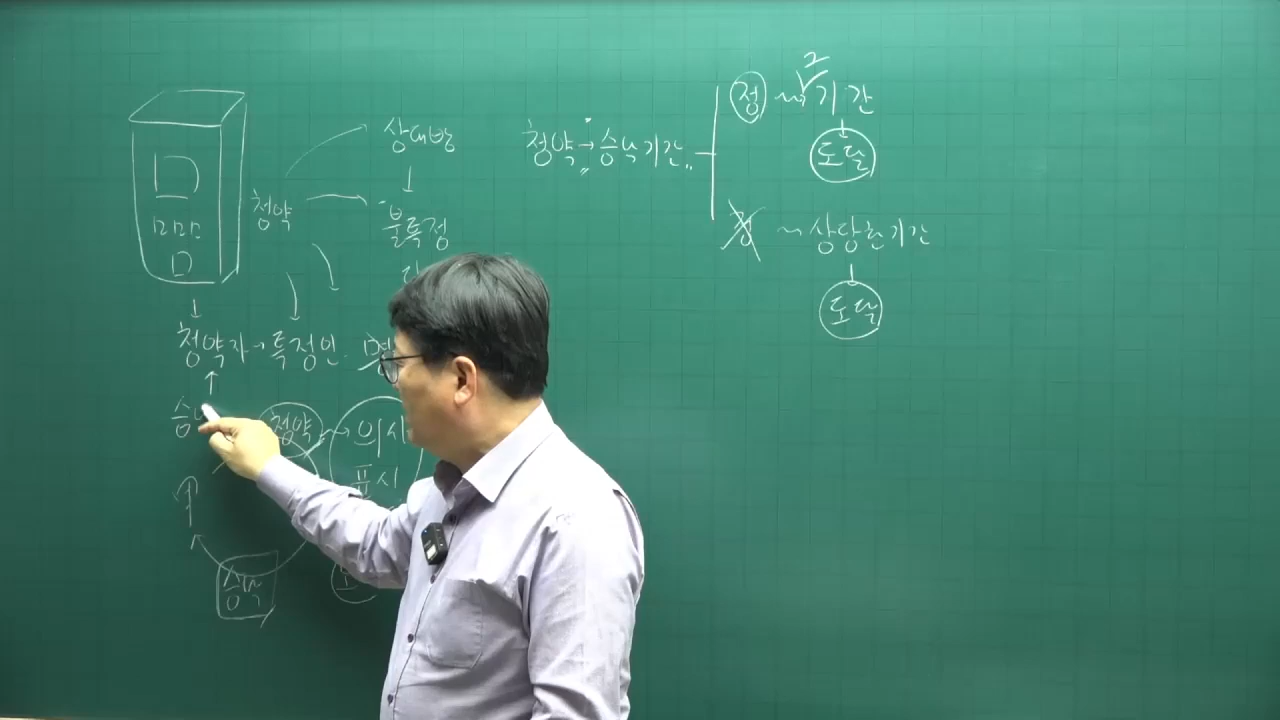 상대방
청약
불특정
청약자→특정인
승
청약
의사
표시
승낙
청약→승낙기간
정 ~ 기간
2
도달
정 ~상당한기간
도달